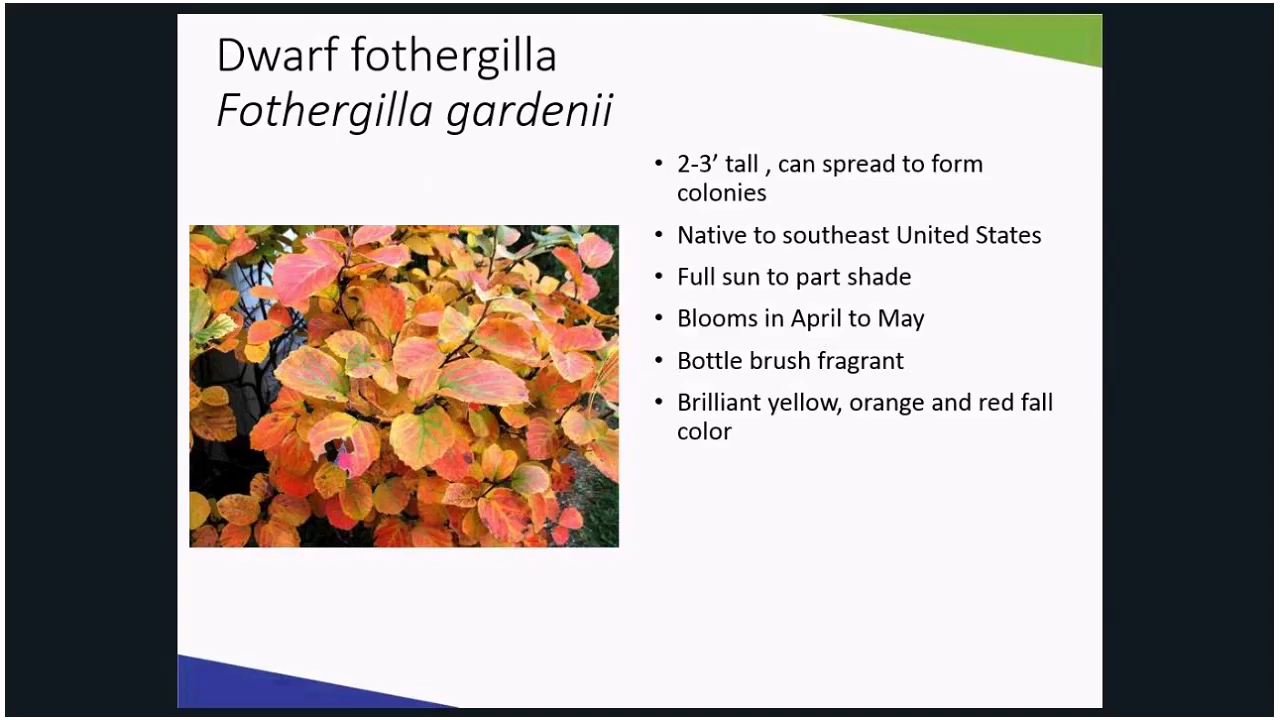 Dwarf fothergilla
Fothergilla gardenii
• 2-3’ tall , can spread to form
colonies
• Native to southeast United States
• Full sun to part shade
• Blooms in April to May
• Bottle brush fragrant
• Brilliant yellow, orange and red fall
color